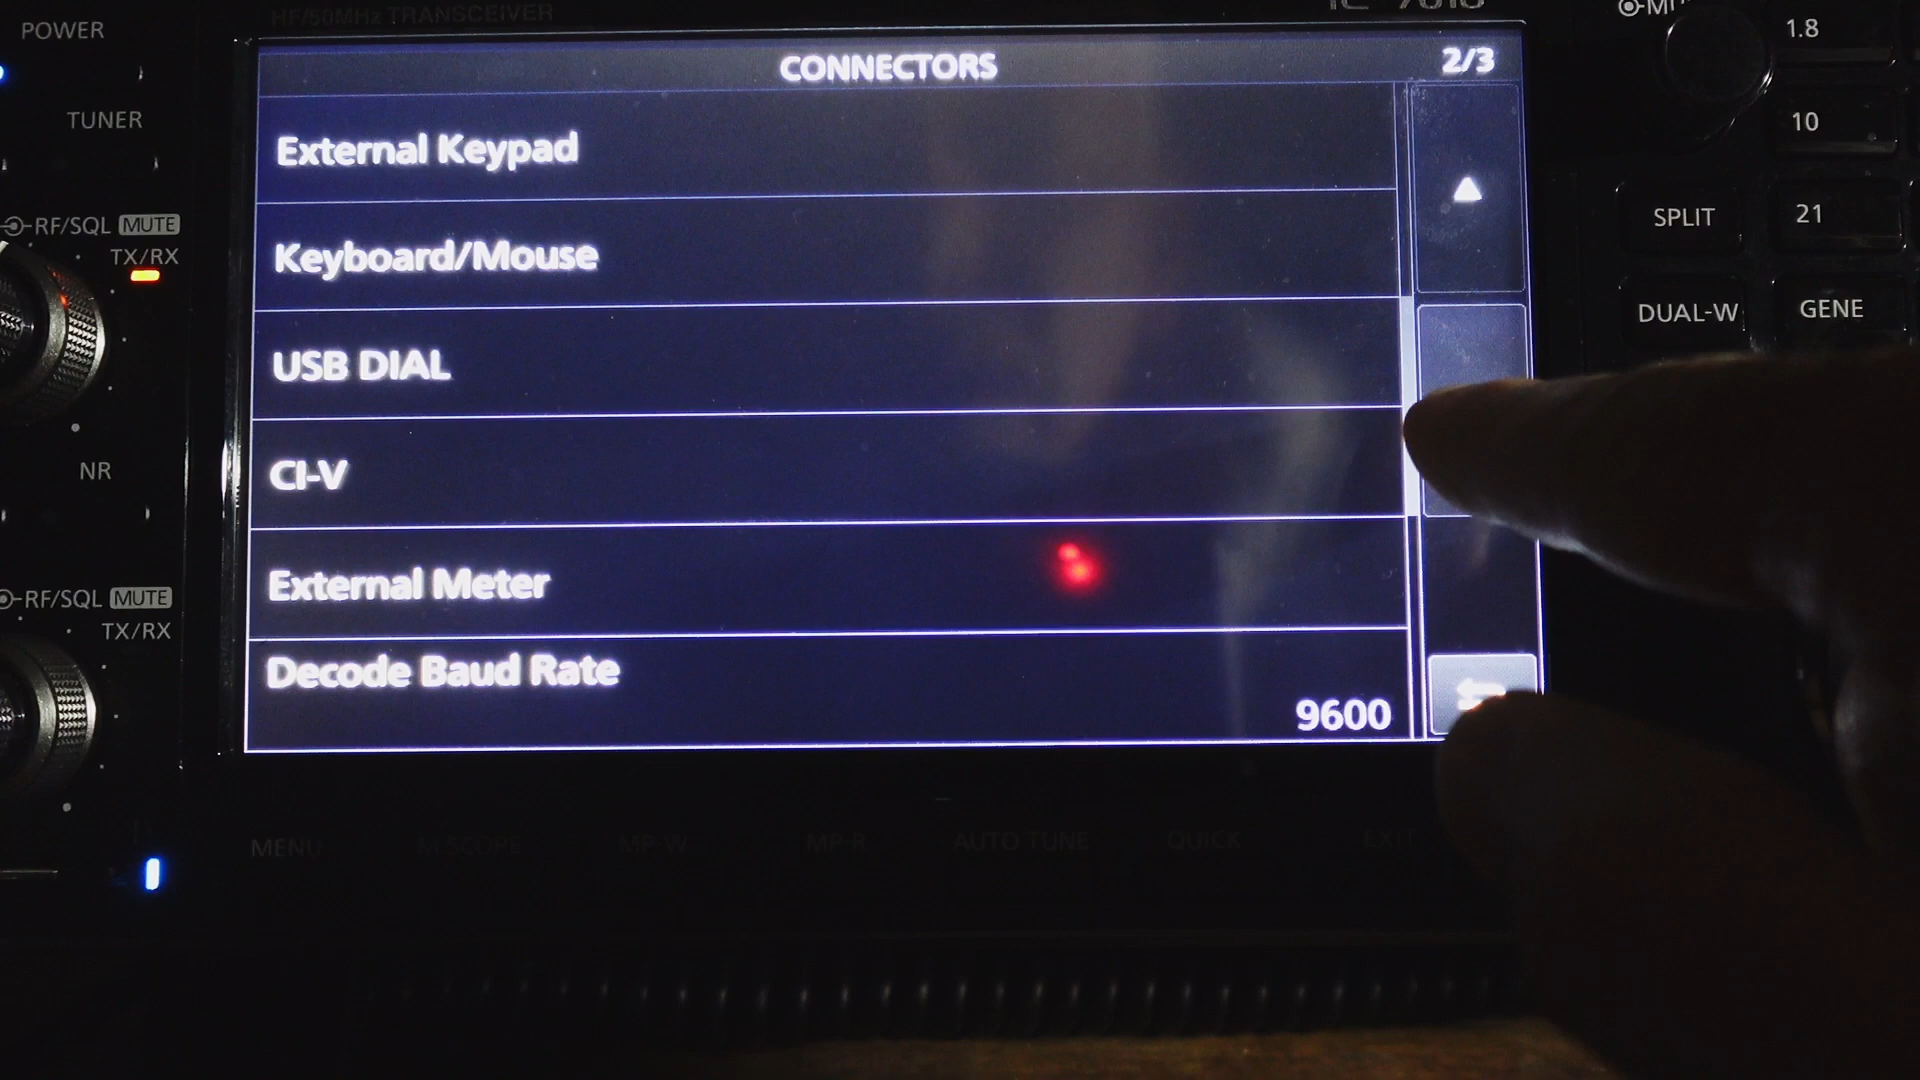 HF/50MHz TRANSCEIVER
POWER
TUNER
RF/SQL MUTE
TX/RX
NR
RF/SQL MUTE
TX/RX
CONNECTORS 2/3
External Keypad
Keyboard/Mouse
USB DIAL
CI-V
External Meter
Decode Baud Rate
9600
MENU M.SCOPE MP-W MP-R AUTO TUNE QUICK EXIT
1.8
10
SPLIT 21
DUAL-W GENE